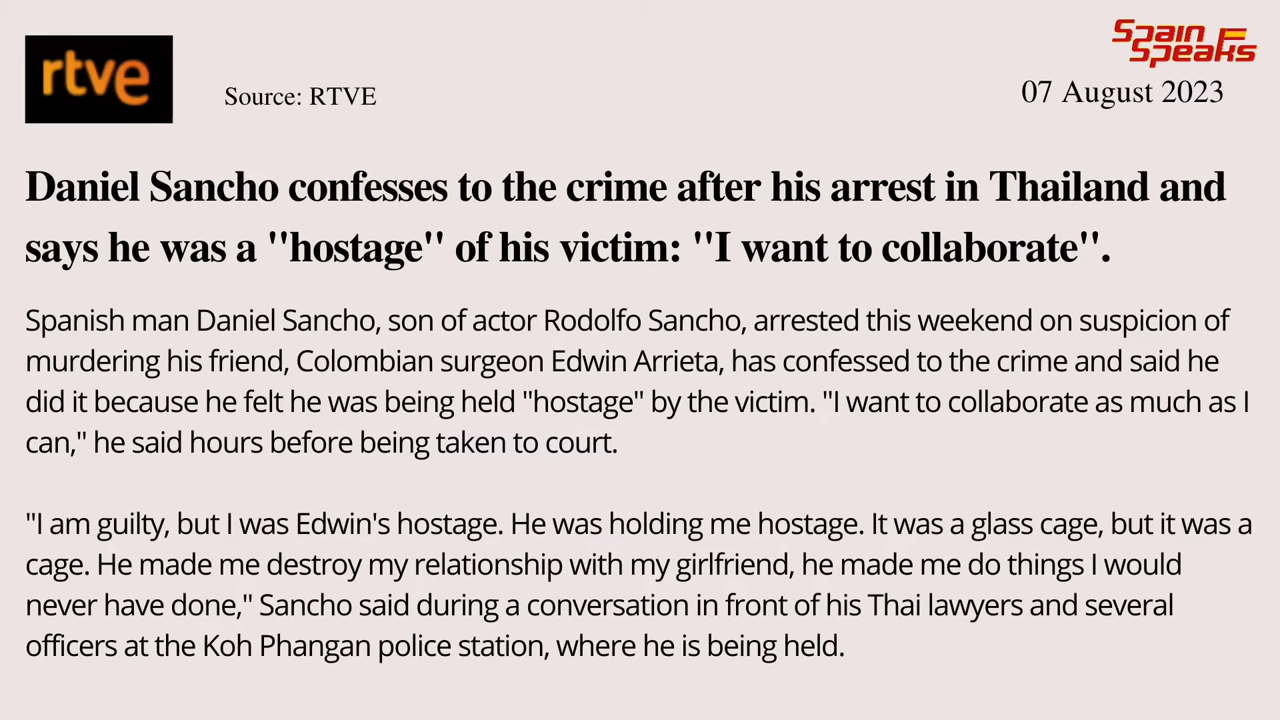 rtve
Source: RTVE
Spain
Speaks
07 August 2023
Daniel Sancho confesses to the crime after his arrest in Thailand and
says he was a "hostage" of his victim: "I want to collaborate".
Spanish man Daniel Sancho, son of actor Rodolfo Sancho, arrested this weekend on suspicion of
murdering his friend, Colombian surgeon Edwin Arrieta, has confessed to the crime and said he
did it because he felt he was being held "hostage" by the victim. "I want to collaborate as much as I
can," he said hours before being taken to court.
"I am guilty, but I was Edwin's hostage. He was holding me hostage. It was a glass cage, but it was a
cage. He made me destroy my relationship with my girlfriend, he made me do things I would
never have done," Sancho said during a conversation in front of his Thai lawyers and several
officers at the Koh Phangan police station, where he is being held.